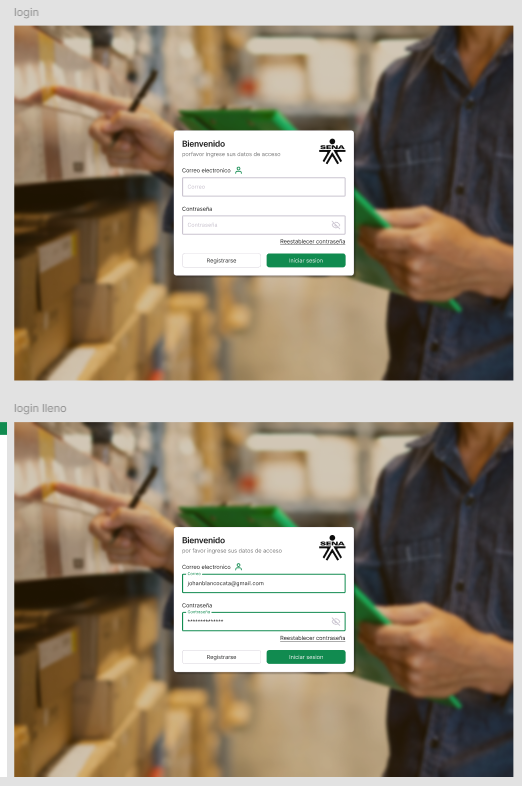 login
Bienvenido
porfavor ingrese sus datos de acceso
SENA
Correo electronico
Correo
Contraseña
Contraseña
Reestablecer contraseña
Registrarse
Iniciar sesion
login lleno
Bienvenido
por favor ingrese sus datos de acceso
SENA
Correo electronico
Correo
johanblancocata@gmail.com
Contraseña
Contraseña
**************
Reestablecer contraseña
Registrarse
Iniciar sesion